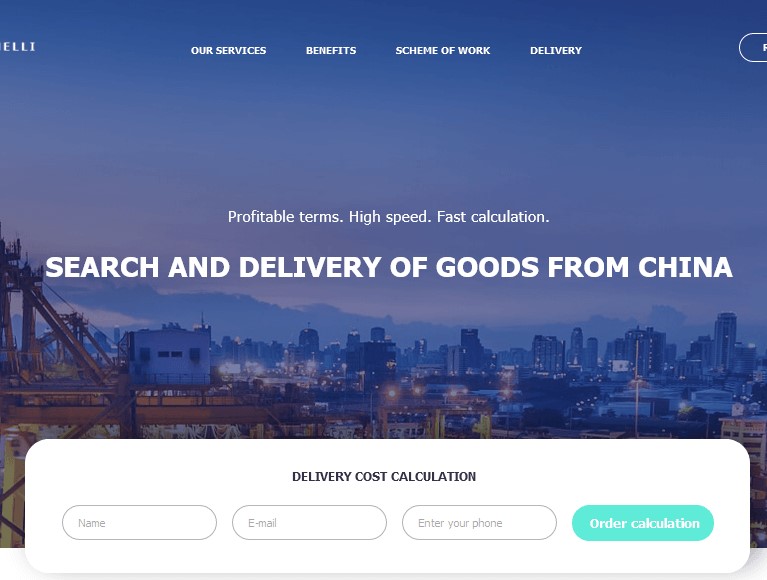 OUR SERVICES BENEFITS SCHEME OF WORK DELIVERY
Profitable terms. High speed. Fast calculation.
SEARCH AND DELIVERY OF GOODS FROM CHINA
DELIVERY COST CALCULATION
Name E-mail Enter your phone Order calculation